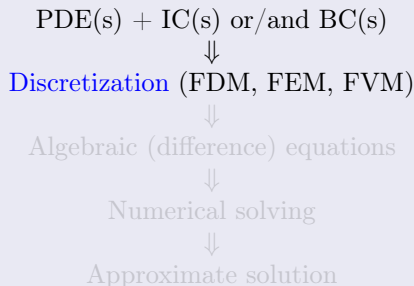 PDE(s) + IC(s) or/and BC(s)
⇓
Discretization (FDM, FEM, FVM)
⇓
Algebraic (difference) equations
⇓
Numerical solving
⇓
Approximate solution